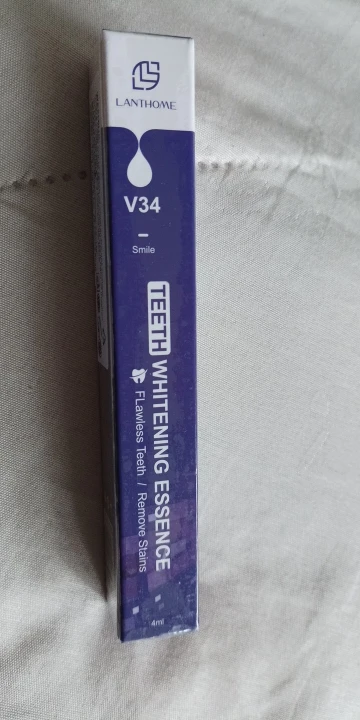 LANTHOME
V34
Smile
TEETH WHITENING ESSENCE
FLawless Teeth / Remove Stains
4ml